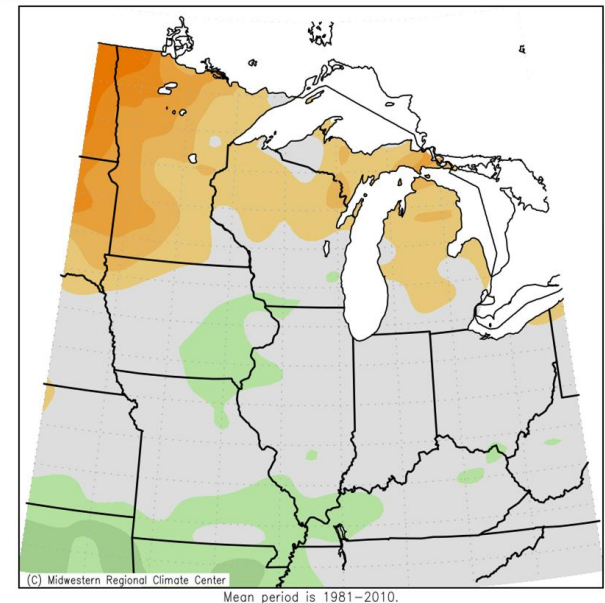 (C) Midwestern Regional Climate Center
Mean period is 1981-2010.